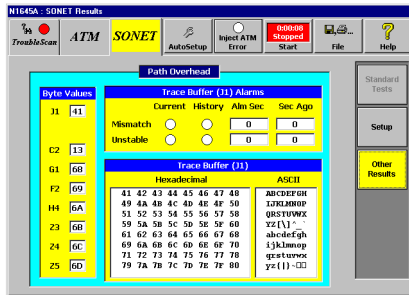 N1645A : SONET Results
TroubleScan
ATM
SONET
AutoSetup
Inject ATM Error
0:00:08 Stopped Start
File
Help
Path Overhead
Byte Values
J1 41
C2 13
G1 68
F2 69
H4 6A
Z3 6B
Z4 6C
Z5 6D
Trace Buffer (J1) Alarms
Current History Alm Sec Sec Ago
Mismatch 0 0
Unstable 0 0
Trace Buffer (J1)
Hexadecimal ASCII
41 42 43 44 45 46 47 48 ABCDEFGH
49 4A 4B 4C 4D 4E 4F 50 IJKLMNOP
51 52 53 54 55 56 57 58 QRSTUVWX
59 5A 5B 5C 5D 5E 5F 60 YZ[\]^_`
61 62 63 64 65 66 67 68 abcdefgh
69 6A 6B 6C 6D 6E 6F 70 ijklmnop
71 72 73 74 75 76 77 78 qrstuvwx
79 7A 7B 7C 7D 7E 7F 80 yz{|}~▯▯
Standard Tests
Setup
Other Results